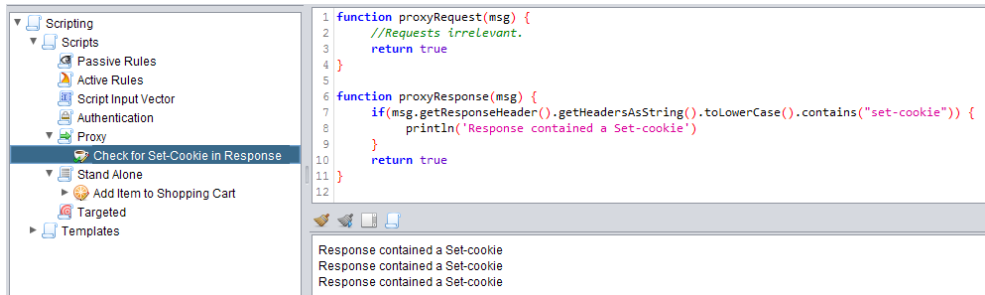 Scripting
Scripts
Passive Rules
Active Rules
Script Input Vector
Authentication
Proxy
Check for Set-Cookie in Response
Stand Alone
Add Item to Shopping Cart
Targeted
Templates
1 function proxyRequest(msg) {
2 //Requests irrelevant.
3 return true
4 }
5
6 function proxyResponse(msg) {
7 if(msg.getResponseHeader().getHeadersAsString().toLowerCase().contains("set-cookie")) {
8 println('Response contained a Set-cookie')
9 }
10 return true
11 }
12
Response contained a Set-cookie
Response contained a Set-cookie
Response contained a Set-cookie